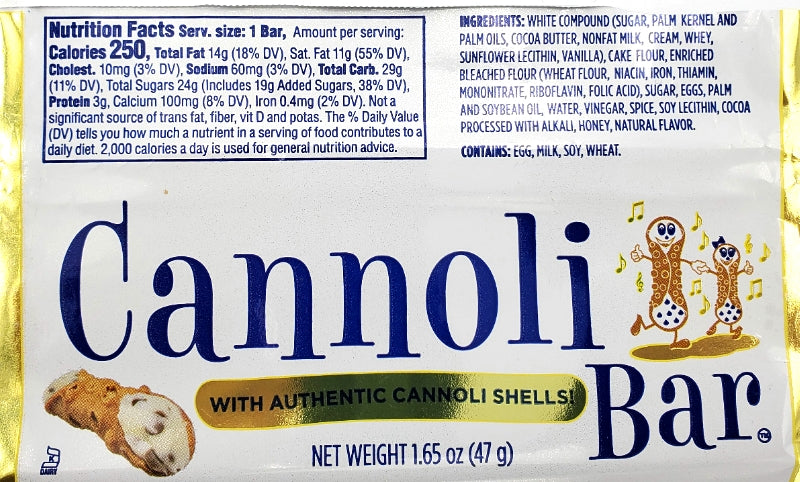 Nutrition Facts Serv. size: 1 Bar, Amount per serving:
Calories 250, Total Fat 14g (18% DV), Sat. Fat 11g (55% DV),
Cholest. 10mg (3% DV), Sodium 60mg (3% DV), Total Carb. 29g
(11% DV), Total Sugars 24g (Includes 19g Added Sugars, 38% DV),
Protein 3g, Calcium 100mg (8% DV), Iron 0.4mg (2% DV). Not a
significant source of trans fat, fiber, vit D and potas. The % Daily Value
(DV) tells you how much a nutrient in a serving of food contributes to a
daily diet. 2,000 calories a day is used for general nutrition advice.
INGREDIENTS: WHITE COMPOUND (SUGAR, PALM KERNEL AND
PALM OILS, COCOA BUTTER, NONFAT MILK, CREAM, WHEY,
SUNFLOWER LECITHIN, VANILLA), CAKE FLOUR, ENRICHED
BLEACHED FLOUR (WHEAT FLOUR, NIACIN, IRON, THIAMIN,
MONONITRATE, RIBOFLAVIN, FOLIC ACID), SUGAR, EGGS, PALM
AND SOYBEAN OIL, WATER, VINEGAR, SPICE, SOY LECITHIN, COCOA
PROCESSED WITH ALKALI, HONEY, NATURAL FLAVOR.
CONTAINS: EGG, MILK, SOY, WHEAT.
Cannoli
Bar™
WITH AUTHENTIC CANNOLI SHELLS!
NET WEIGHT 1.65 oz (47 g)
K
DAIRY